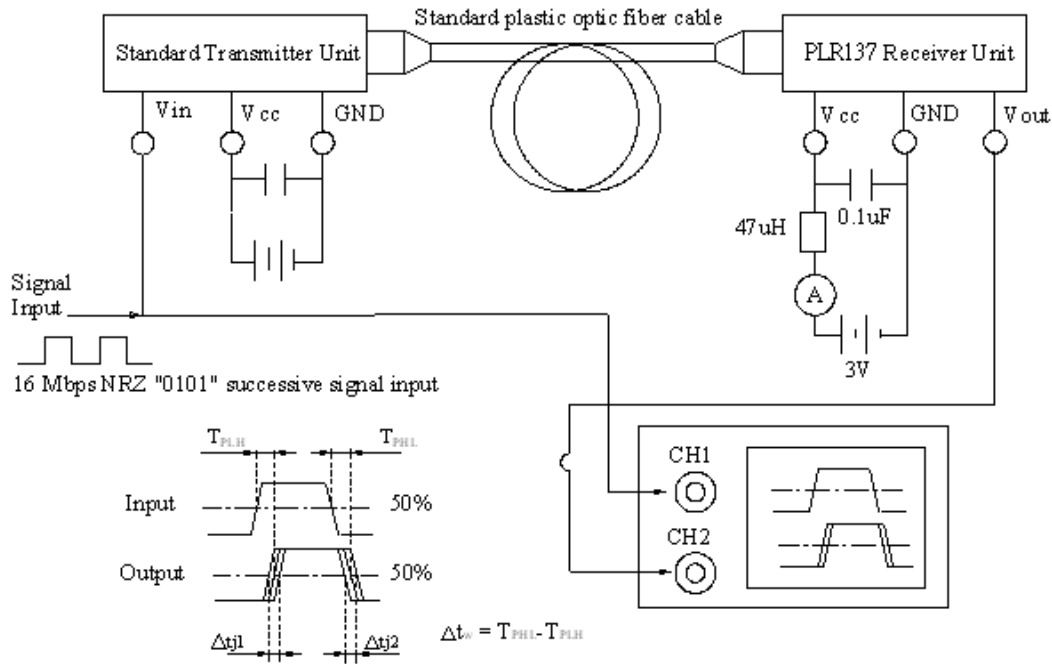 Standard plastic optic fiber cable
Standard Transmitter Unit
PLR137 Receiver Unit
Vin
Vcc
GND
Vcc
GND
Vout
47uH
0.1uF
A
3V
Signal
Input
16 Mbps NRZ "0101" successive signal input
TPLH
TPHL
Input
50%
Output
50%
Δtj1
Δtj2
Δtw = TPHL-TPLH
CH1
CH2